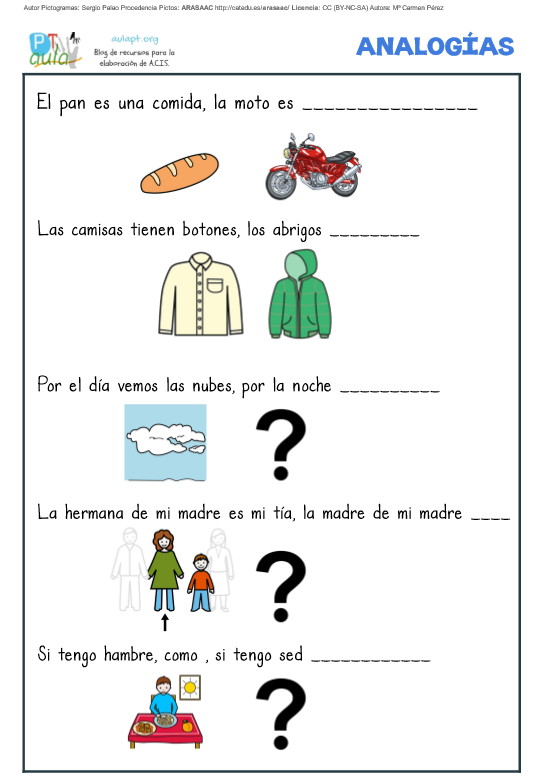 Autor Pictogramas: Sergio Palao Procedencia Pictos: ARASAAC http://catedu.es/arasaac/ Licencia: CC (BY-NC-SA) Autora: Mª Carmen Pérez
PT
aula
aulapt.org
Blog de recursos para la
elaboración de A.C.I.S.
ANALOGÍAS
El pan es una comida, la moto es ________________
Las camisas tienen botones, los abrigos _________
Por el día vemos las nubes, por la noche __________
?
La hermana de mi madre es mi tía, la madre de mi madre ____
?
Si tengo hambre, como , si tengo sed ____________
?